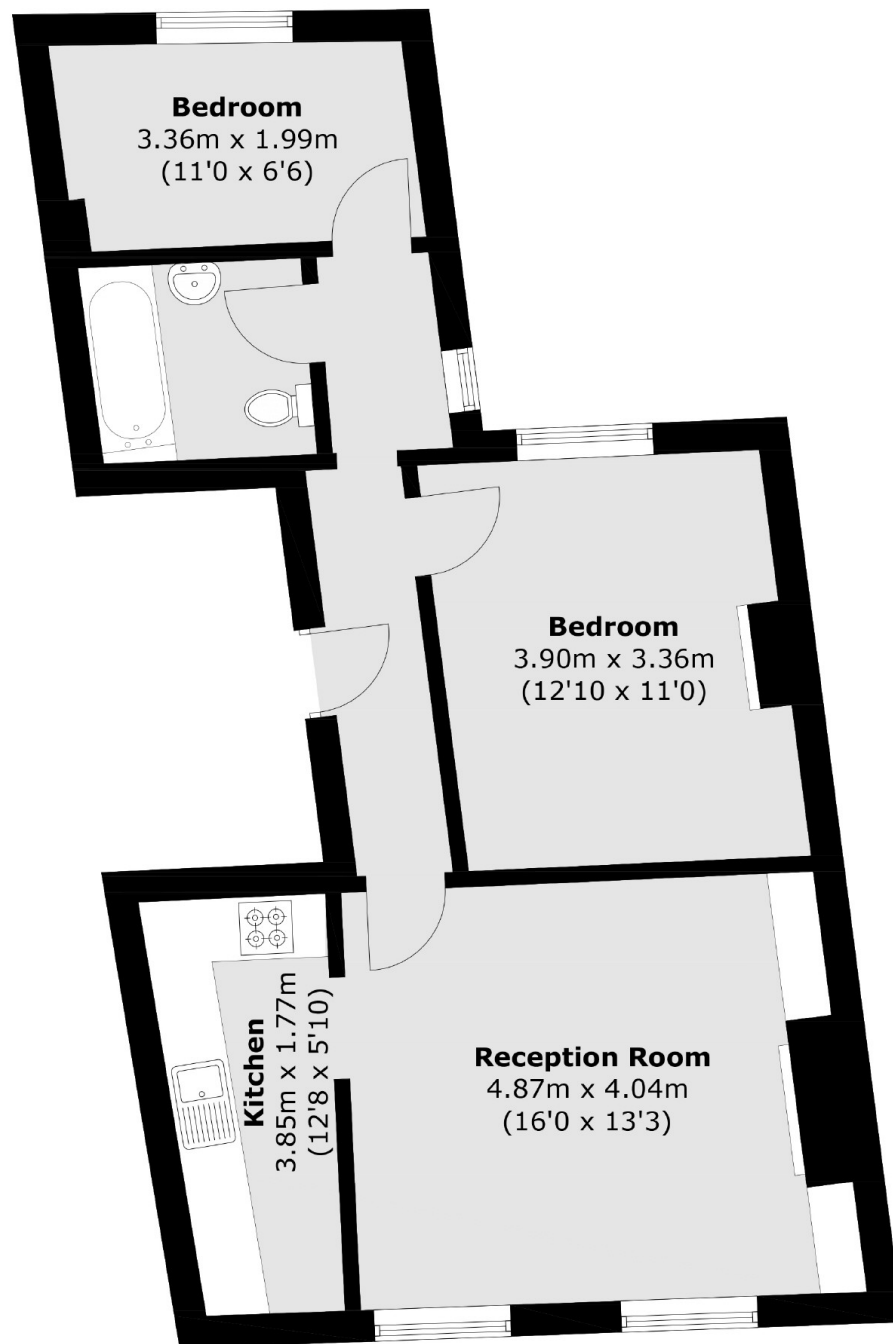 Bedroom
3.36m x 1.99m
(11'0 x 6'6)
Bedroom
3.90m x 3.36m
(12'10 x 11'0)
Kitchen
3.85m x 1.77m
(12'8 x 5'10)
Reception Room
4.87m x 4.04m
(16'0 x 13'3)